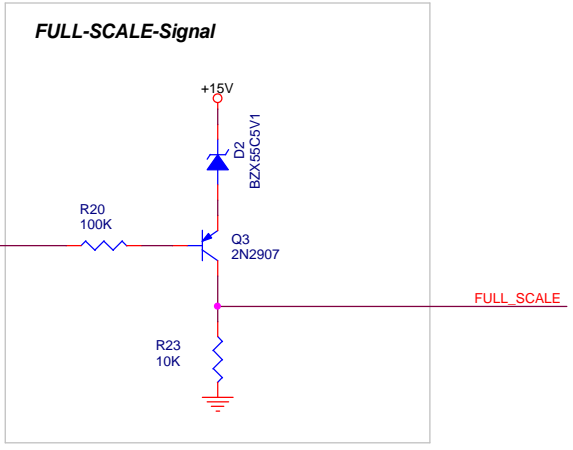 FULL-SCALE-Signal
+15V
D2
BZX55C5V1
R20
100K
Q3
2N2907
FULL_SCALE
R23
10K